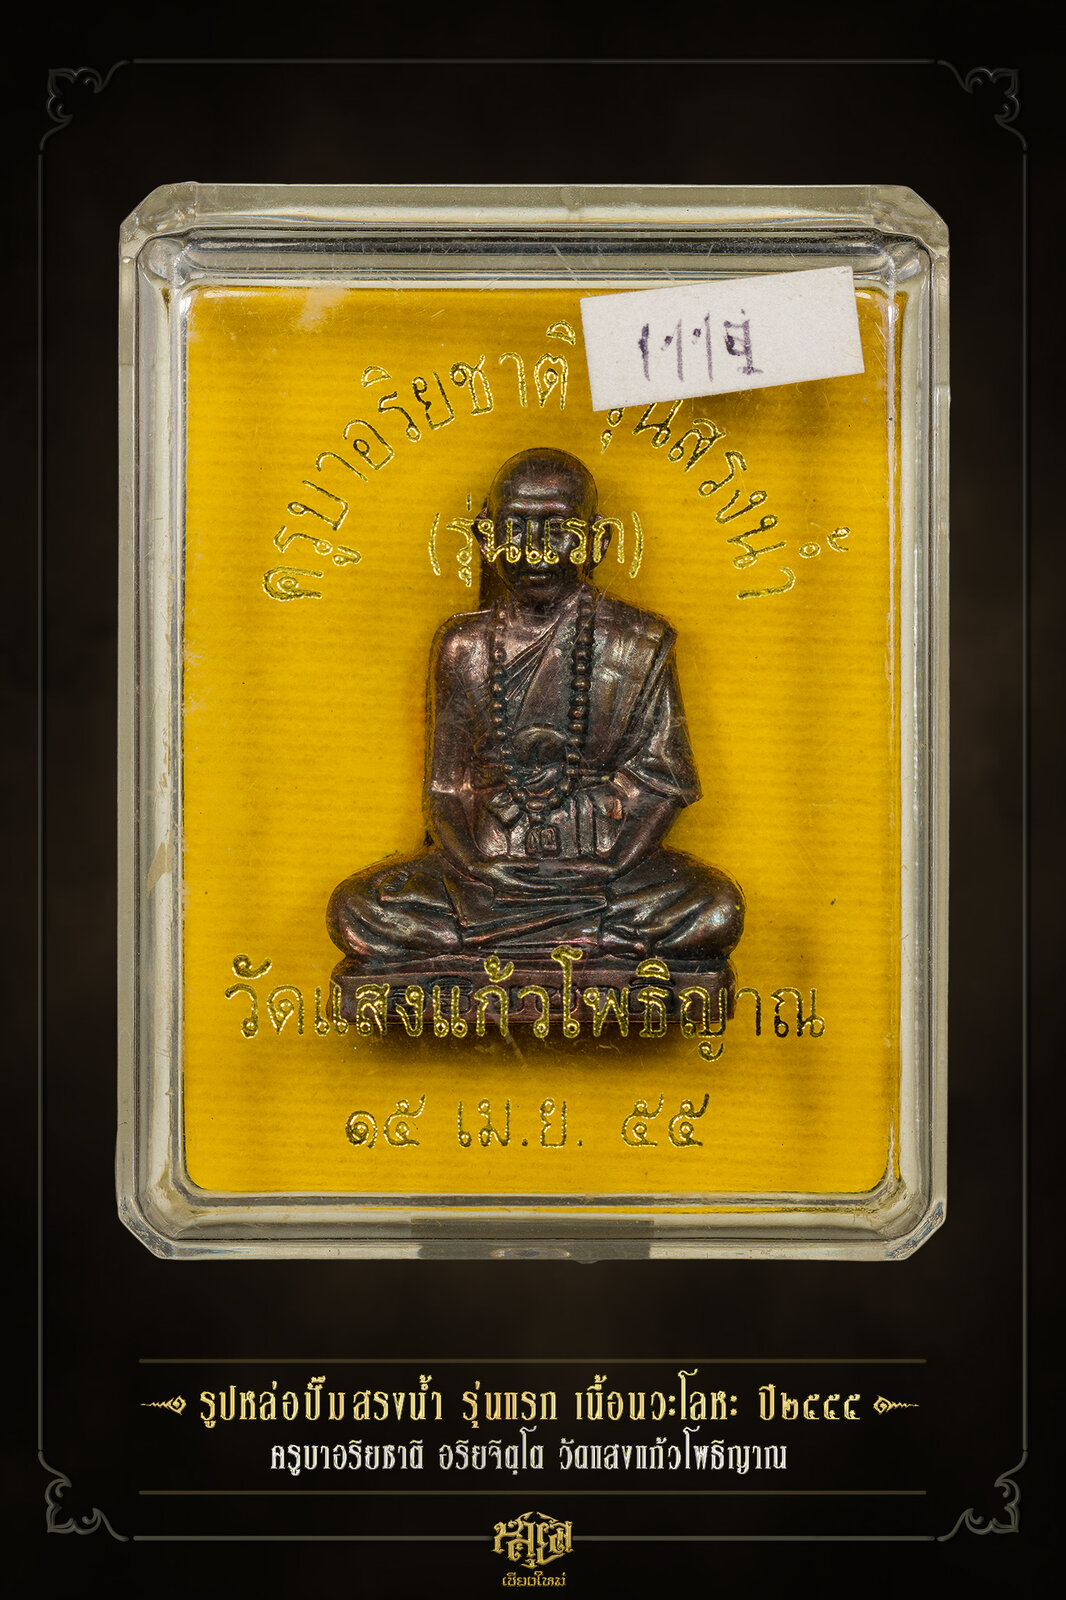 ครูบาอริยชาติ รุ่นสรงน้ำ
(รุ่นแรก)
วัดแสงแก้วโพธิญาณ
๑๕ เม.ย. ๕๕
รูปหล่อปั๊มสรงน้ำ รุ่นแรก เนื้อนวะโลหะ ปี๒๕๕๕
ครูบาอริยชาติ อริยจิตฺโต วัดแสงแก้วโพธิญาณ
เชียงใหม่